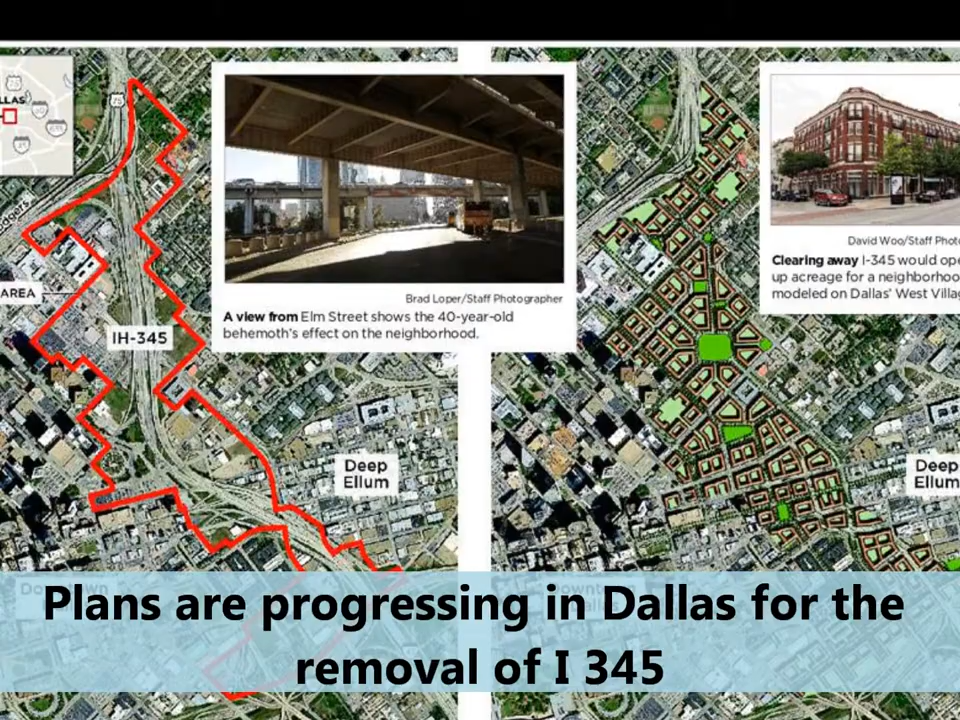 75
LLAS
AREA
IH-345
Deep
Ellum
Brad Loper/Staff Photographer
A view from Elm Street shows the 40-year-old
behemoth's effect on the neighborhood.
David Woo/Staff Photo
Clearing away I-345 would ope
up acreage for a neighborhoo
modeled on Dallas' West Villag
Deep
Ellum
Plans are progressing in Dallas for the
removal of I 345